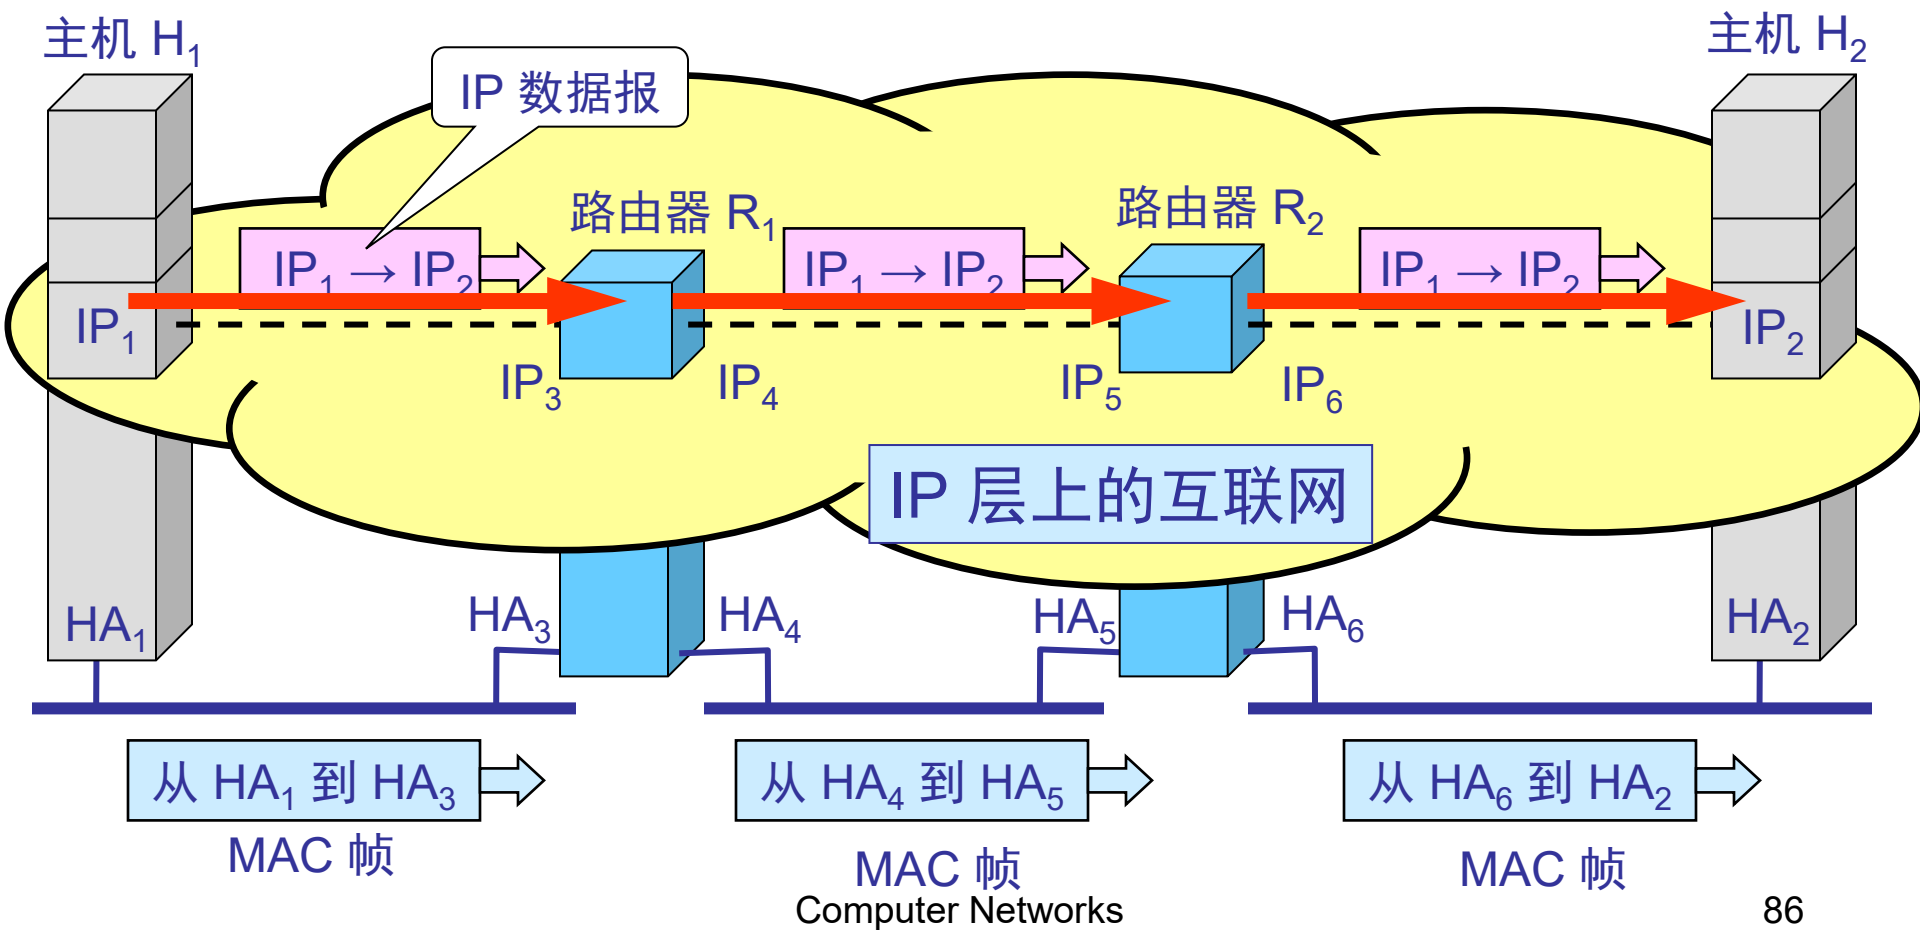 主机 H₁
主机 H₂
IP 数据报
路由器 R₁
路由器 R₂
IP₁ → IP₂
IP₁ → IP₂
IP₁ → IP₂
IP₁
IP₂
IP₃
IP₄
IP₅
IP₆
IP 层上的互联网
HA₁
HA₃
HA₄
HA₅
HA₆
HA₂
从 HA₁ 到 HA₃
从 HA₄ 到 HA₅
从 HA₆ 到 HA₂
MAC 帧
MAC 帧
MAC 帧
Computer Networks
86